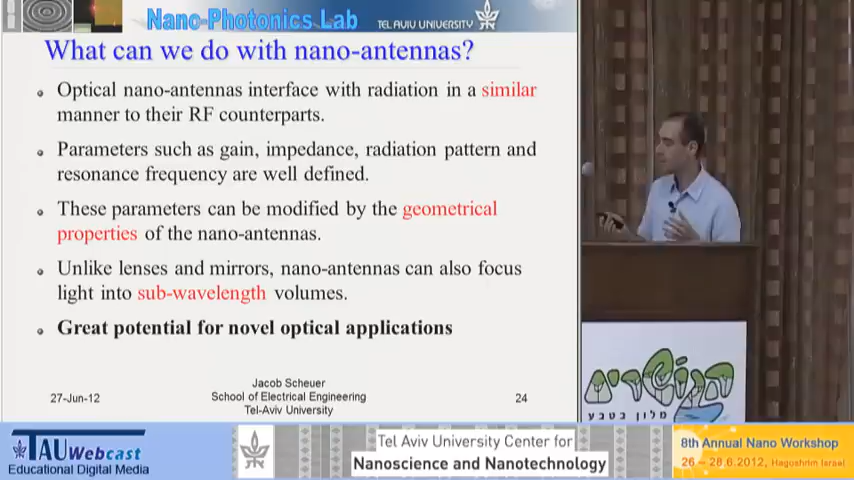 Nano-Photonics Lab
TEL AVIV UNIVERSITY
What can we do with nano-antennas?
Optical nano-antennas interface with radiation in a similar
manner to their RF counterparts.
Parameters such as gain, impedance, radiation pattern and
resonance frequency are well defined.
These parameters can be modified by the geometrical
properties of the nano-antennas.
Unlike lenses and mirrors, nano-antennas can also focus
light into sub-wavelength volumes.
Great potential for novel optical applications
27-Jun-12
Jacob Scheuer
School of Electrical Engineering
Tel-Aviv University
24
הגושרים
מלון בטבע
TAU Webcast
Educational Digital Media
Tel Aviv University Center for
Nanoscience and Nanotechnology
8th Annual Nano Workshop
26 – 28.6.2012, Hagoshrim Israel